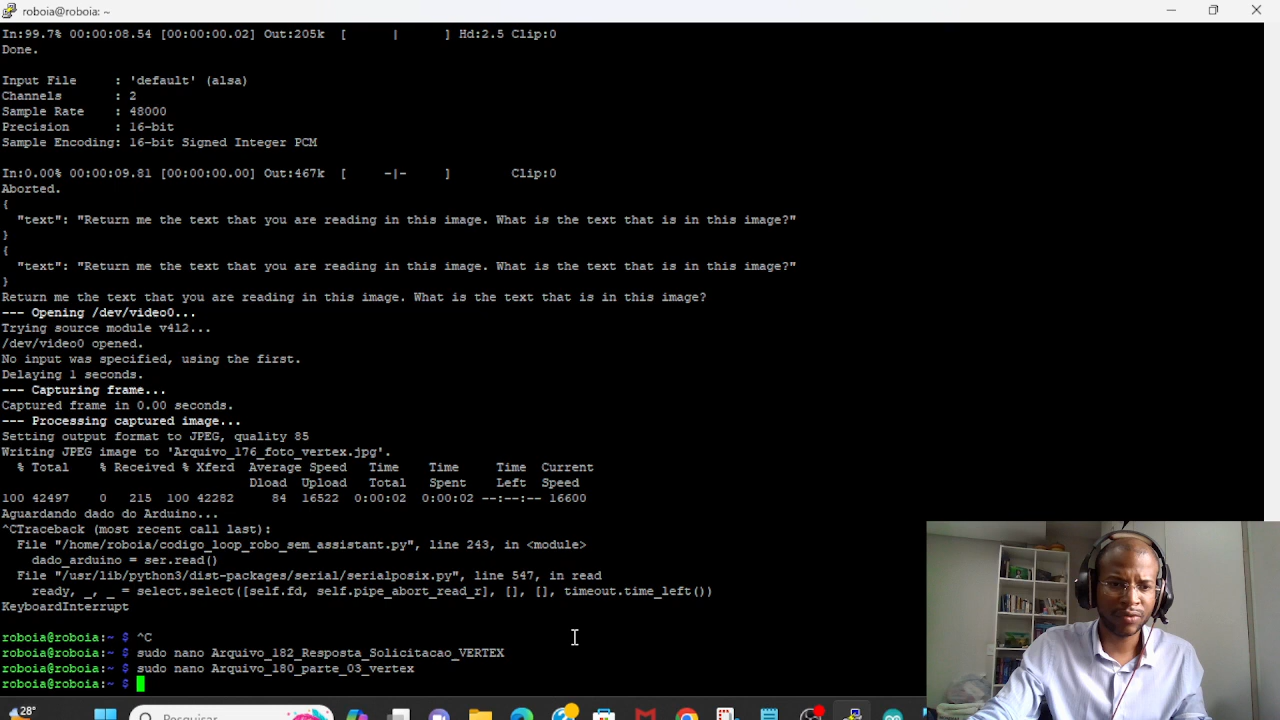 roboia@roboia: ~
In:99.7% 00:00:08.54 [00:00:00.02] Out:205k  [      |      ] Hd:2.5 Clip:0
Done.
Input File     : 'default' (alsa)
Channels       : 2
Sample Rate    : 48000
Precision      : 16-bit
Sample Encoding: 16-bit Signed Integer PCM
In:0.00% 00:00:09.81 [00:00:00.00] Out:467k  [     -|-     ]        Clip:0
Aborted.
{
  "text": "Return me the text that you are reading in this image. What is the text that is in this image?"
}
{
  "text": "Return me the text that you are reading in this image. What is the text that is in this image?"
}
Return me the text that you are reading in this image. What is the text that is in this image?
--- Opening /dev/video0...
Trying source module v4l2...
/dev/video0 opened.
No input was specified, using the first.
Delaying 1 seconds.
--- Capturing frame...
Captured frame in 0.00 seconds.
--- Processing captured image...
Setting output format to JPEG, quality 85
Writing JPEG image to 'Arquivo_176_foto_vertex.jpg'.
  % Total    % Received % Xferd  Average Speed   Time    Time     Time  Current
                                 Dload  Upload   Total   Spent    Left  Speed
100 42497    0   215  100 42282     84  16522  0:00:02  0:00:02 --:--:-- 16600
Aguardando dado do Arduino...
^CTraceback (most recent call last):
  File "/home/roboia/codigo_loop_robo_sem_assistant.py", line 243, in <module>
    dado_arduino = ser.read()
  File "/usr/lib/python3/dist-packages/serial/serialposix.py", line 547, in read
    ready, _, _ = select.select([self.fd, self.pipe_abort_read_r], [], [], timeout.time_left())
KeyboardInterrupt
roboia@roboia:~ $ ^C
roboia@roboia:~ $ sudo nano Arquivo_182_Resposta_Solicitacao_VERTEX
roboia@roboia:~ $ sudo nano Arquivo_180_parte_03_vertex
roboia@roboia:~ $
28°
Pesquisar